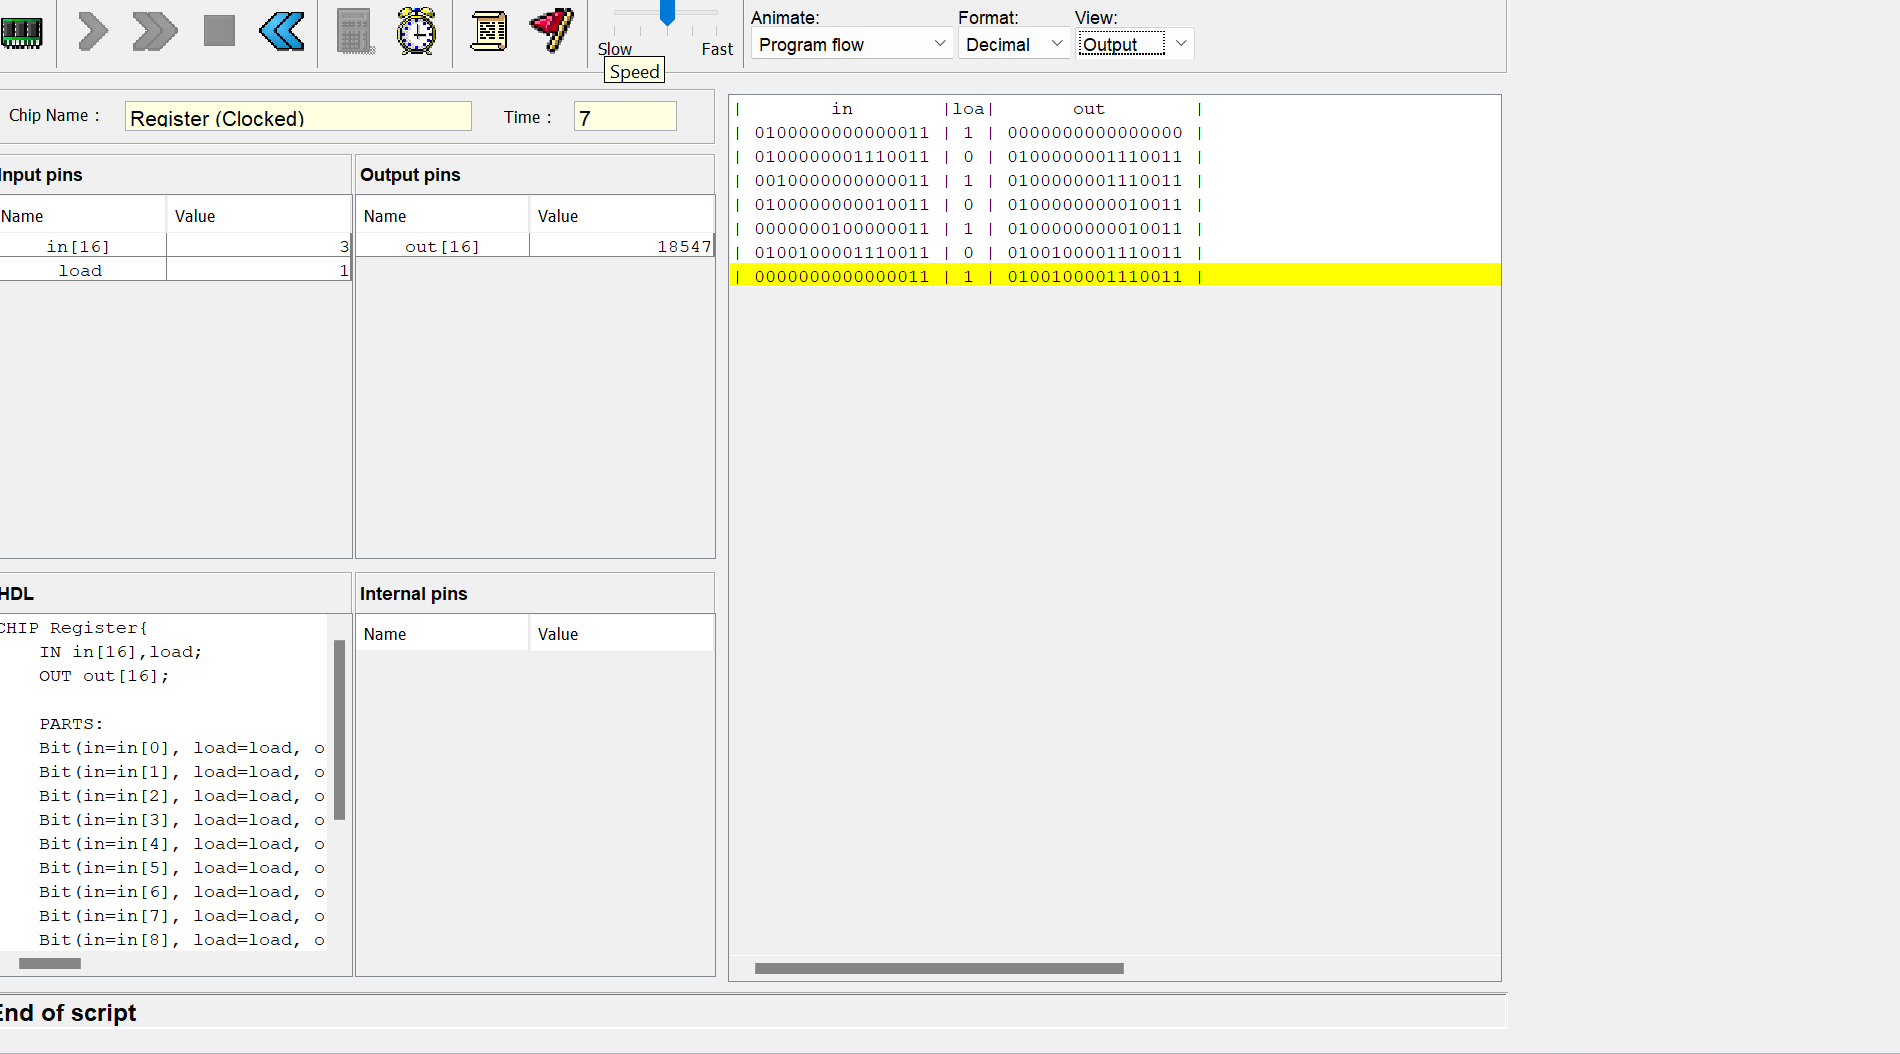 Animate:
Format:
View:
Program flow
Decimal
Output
Slow
Fast
Speed
Chip Name :
Register (Clocked)
Time :
7
Input pins
Name
Value
in[16]
3
load
1
Output pins
Name
Value
out[16]
18547
| in |loa| out |
| 0100000000000011 | 1 | 0000000000000000 |
| 0100000001110011 | 0 | 0100000001110011 |
| 0010000000000011 | 1 | 0100000001110011 |
| 0100000000010011 | 0 | 0100000000010011 |
| 0000000100000011 | 1 | 0100000000010011 |
| 0100100001110011 | 0 | 0100100001110011 |
| 0000000000000011 | 1 | 0100100001110011 |
HDL
CHIP Register{
IN in[16],load;
OUT out[16];
PARTS:
Bit(in=in[0], load=load, o
Bit(in=in[1], load=load, o
Bit(in=in[2], load=load, o
Bit(in=in[3], load=load, o
Bit(in=in[4], load=load, o
Bit(in=in[5], load=load, o
Bit(in=in[6], load=load, o
Bit(in=in[7], load=load, o
Bit(in=in[8], load=load, o
Internal pins
Name
Value
End of script